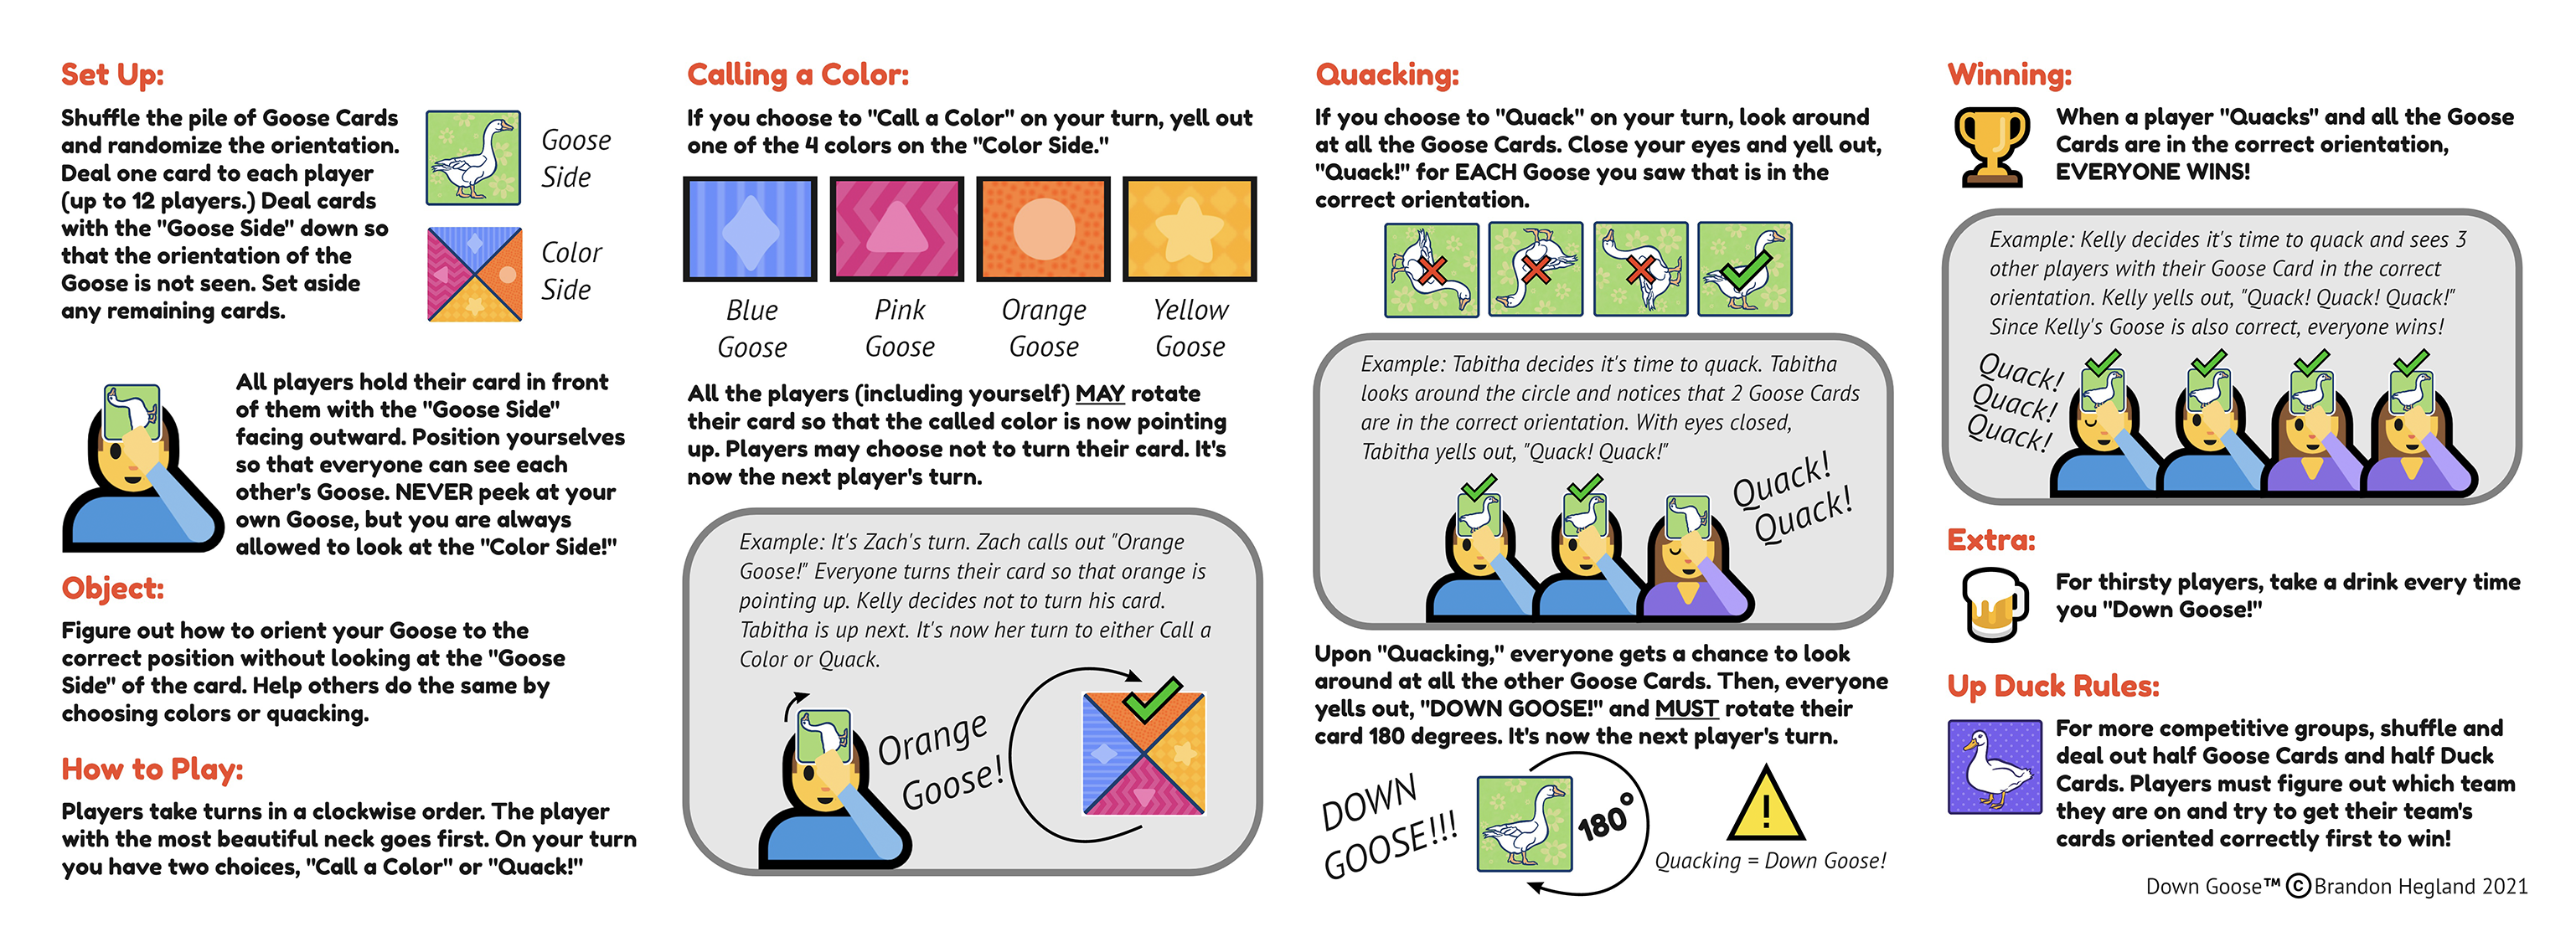 Set Up:
Shuffle the pile of Goose Cards
and randomize the orientation.
Deal one card to each player
(up to 12 players.) Deal cards
with the "Goose Side" down so
that the orientation of the
Goose is not seen. Set aside
any remaining cards.
Goose
Side
Color
Side
All players hold their card in front
of them with the "Goose Side"
facing outward. Position yourselves
so that everyone can see each
other's Goose. NEVER peek at your
own Goose, but you are always
allowed to look at the "Color Side!"
Object:
Figure out how to orient your Goose to the
correct position without looking at the "Goose
Side" of the card. Help others do the same by
choosing colors or quacking.
How to Play:
Players take turns in a clockwise order. The player
with the most beautiful neck goes first. On your turn
you have two choices, "Call a Color" or "Quack!"
Calling a Color:
If you choose to "Call a Color" on your turn, yell out
one of the 4 colors on the "Color Side."
Blue
Goose
Pink
Goose
Orange
Goose
Yellow
Goose
All the players (including yourself) MAY rotate
their card so that the called color is now pointing
up. Players may choose not to turn their card. It's
now the next player's turn.
Example: It's Zach's turn. Zach calls out "Orange
Goose!" Everyone turns their card so that orange is
pointing up. Kelly decides not to turn his card.
Tabitha is up next. It's now her turn to either Call a
Color or Quack.
Orange
Goose!
Quacking:
If you choose to "Quack" on your turn, look around
at all the Goose Cards. Close your eyes and yell out,
"Quack!" for EACH Goose you saw that is in the
correct orientation.
Example: Tabitha decides it's time to quack. Tabitha
looks around the circle and notices that 2 Goose Cards
are in the correct orientation. With eyes closed,
Tabitha yells out, "Quack! Quack!"
Quack!
Quack!
Upon "Quacking," everyone gets a chance to look
around at all the other Goose Cards. Then, everyone
yells out, "DOWN GOOSE!" and MUST rotate their
card 180 degrees. It's now the next player's turn.
DOWN
GOOSE!!!
180°
!
Quacking = Down Goose!
Winning:
When a player "Quacks" and all the Goose
Cards are in the correct orientation,
EVERYONE WINS!
Example: Kelly decides it's time to quack and sees 3
other players with their Goose Card in the correct
orientation. Kelly yells out, "Quack! Quack! Quack!"
Since Kelly's Goose is also correct, everyone wins!
Quack!
Quack!
Quack!
Extra:
For thirsty players, take a drink every time
you "Down Goose!"
Up Duck Rules:
For more competitive groups, shuffle and
deal out half Goose Cards and half Duck
Cards. Players must figure out which team
they are on and try to get their team's
cards oriented correctly first to win!
Down Goose™ © Brandon Hegland 2021